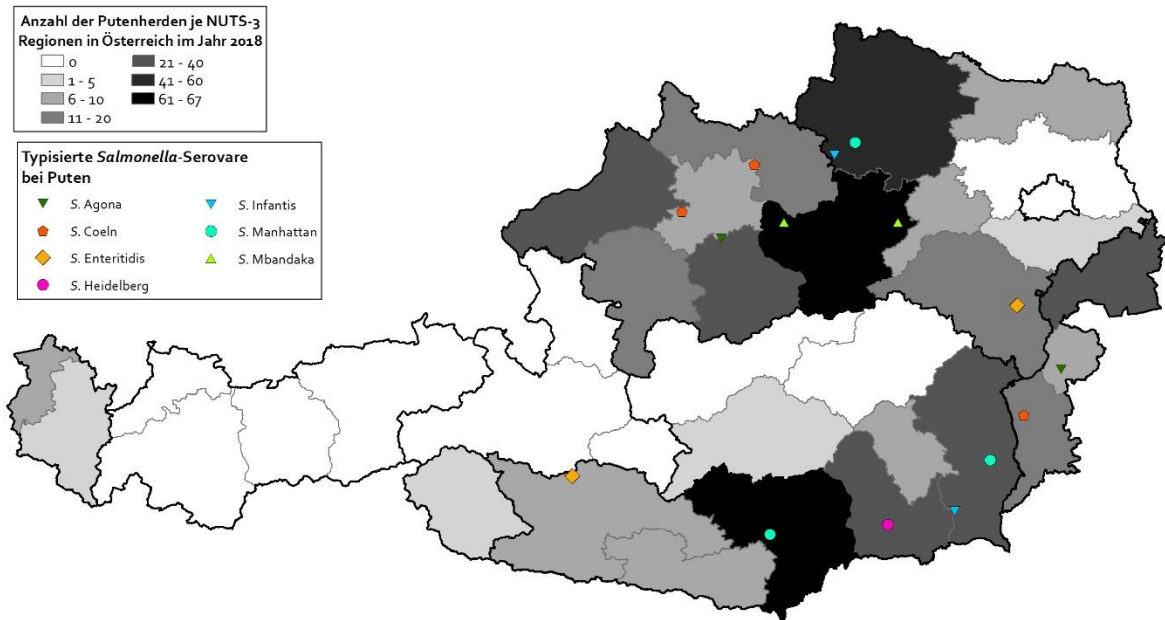 Anzahl der Putenherden je NUTS-3
Regionen in Österreich im Jahr 2018
0
21 - 40
1 - 5
41 - 60
6 - 10
61 - 67
11 - 20
Typisierte Salmonella-Serovare
bei Puten
S. Agona
S. Infantis
S. Coeln
S. Manhattan
S. Enteritidis
S. Mbandaka
S. Heidelberg